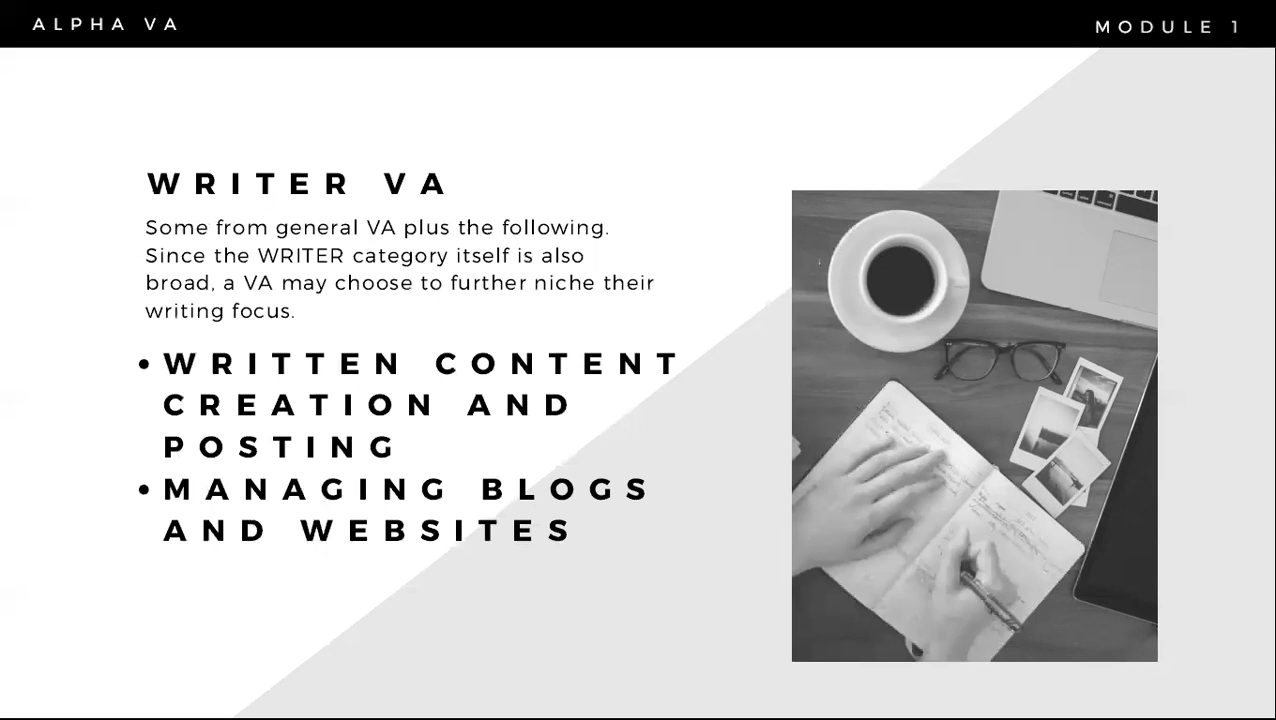 ALPHA VA
MODULE 1
WRITER VA
Some from general VA plus the following.
Since the WRITER category itself is also
broad, a VA may choose to further niche their
writing focus.
• WRITTEN CONTENT
CREATION AND
POSTING
• MANAGING BLOGS
AND WEBSITES